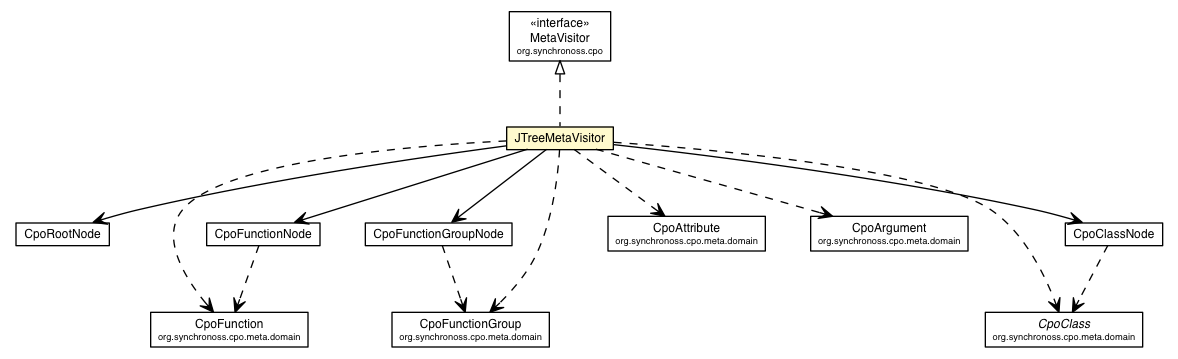 «interface»
MetaVisitor
org.synchronoss.cpo
JTreeMetaVisitor
CpoRootNode
CpoFunctionNode
CpoFunctionGroupNode
CpoAttribute
org.synchronoss.cpo.meta.domain
CpoArgument
org.synchronoss.cpo.meta.domain
CpoClassNode
CpoFunction
org.synchronoss.cpo.meta.domain
CpoFunctionGroup
org.synchronoss.cpo.meta.domain
CpoClass
org.synchronoss.cpo.meta.domain